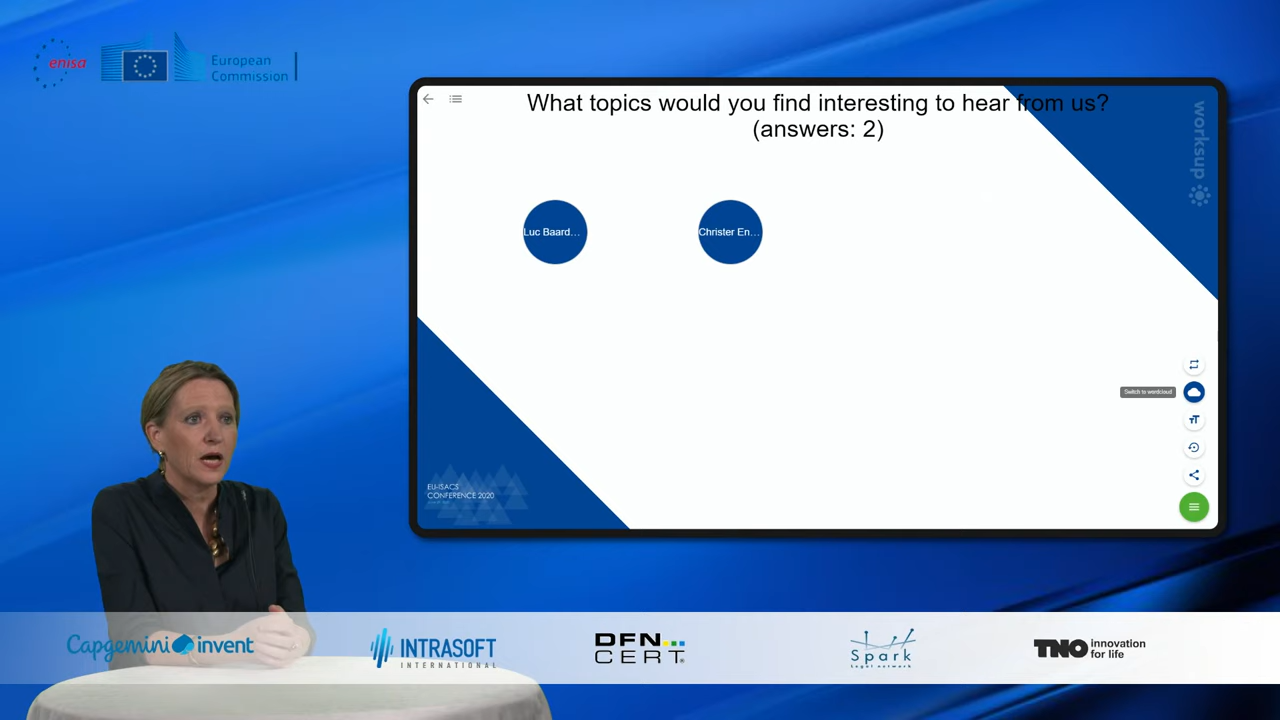 enisa
European
Commission
What topics would you find interesting to hear from us?
(answers: 2)
worksup
Luc Baard...
Christer En...
Switch to wordcloud
EU-ISACS
CONFERENCE 2020
Capgemini invent
INTRASOFT
INTERNATIONAL
DFN
CERT®
Spark
Legal network
TNO innovation
for life